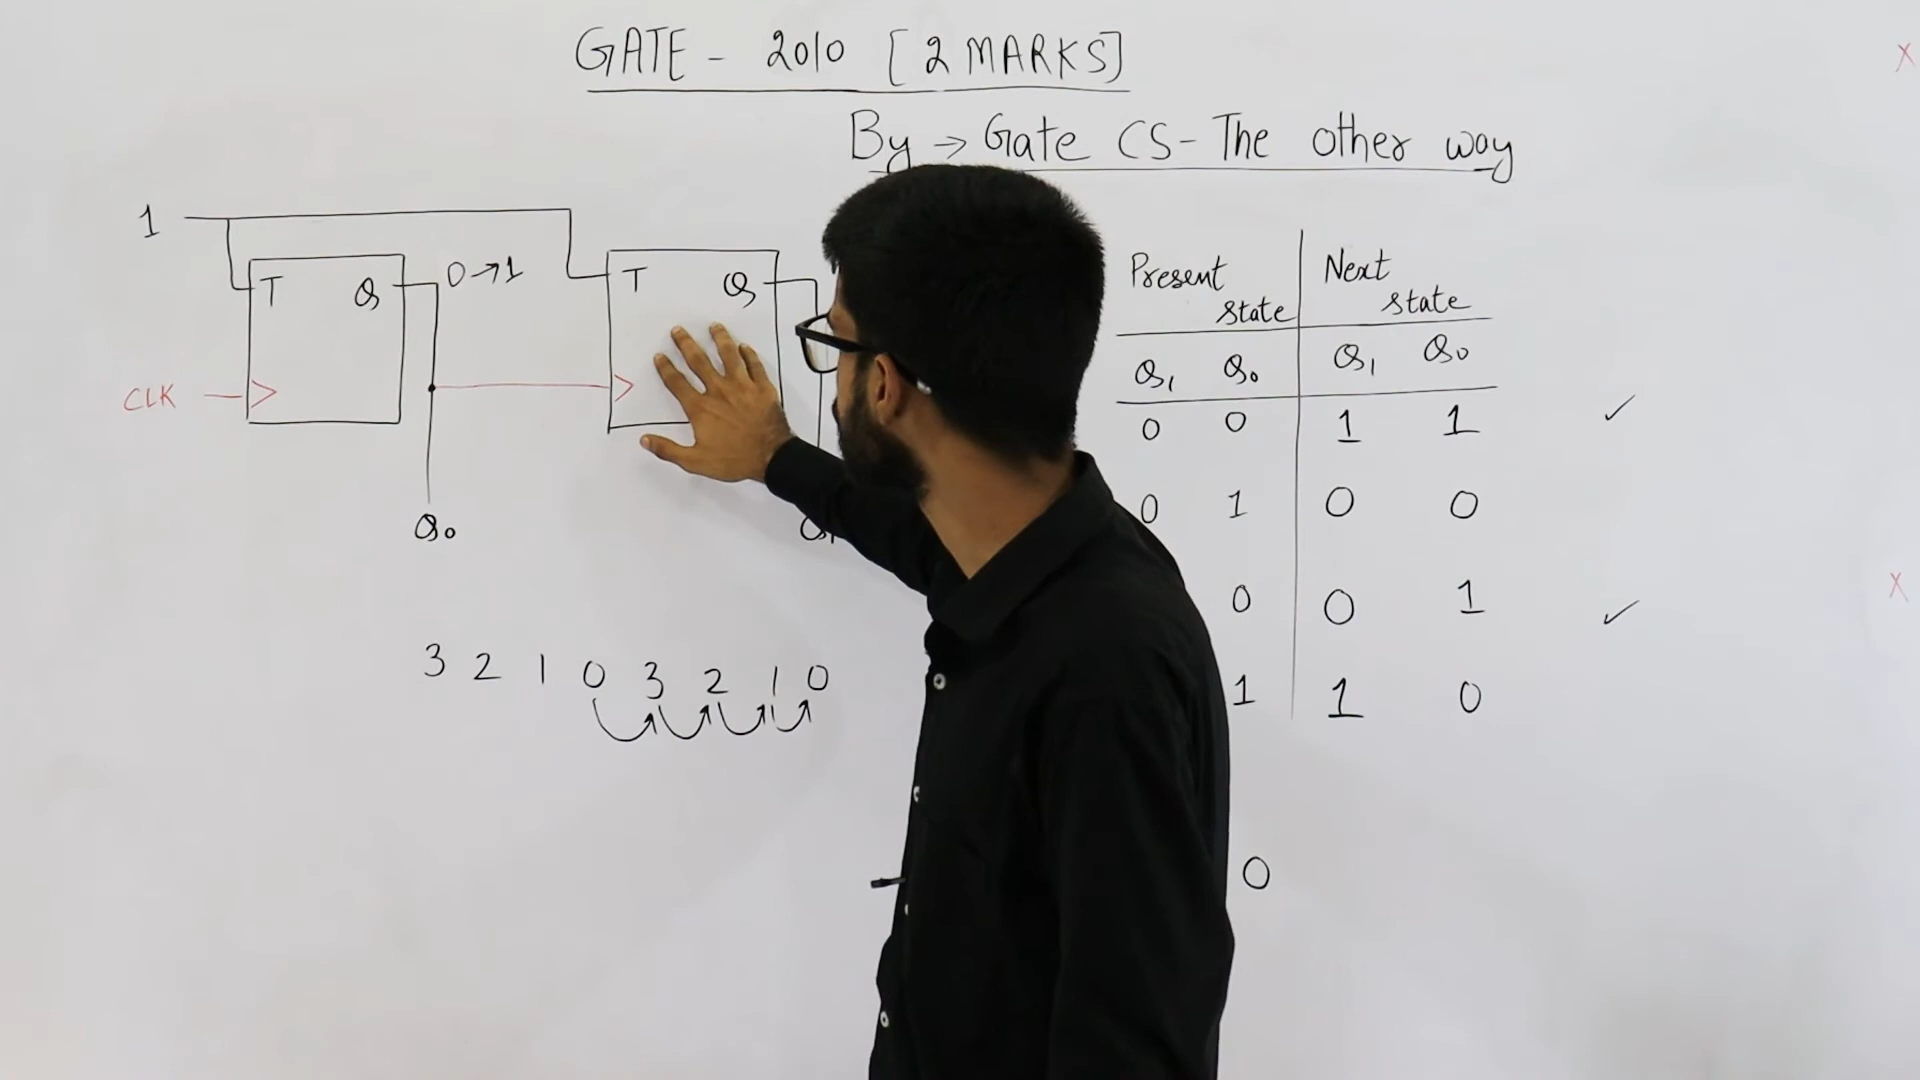 GATE - 2010 [2 MARKS]
By → Gate CS - The other way
1
T Q 0→1
T Q
CLK
Q0
3 2 1 0 3 2 1 0
Present state Next state
Q1 Q0 Q1 Q0
0 0 1 1 ✓
0 1 0 0
0 0 1 ✓
1 1 0
0
X
X